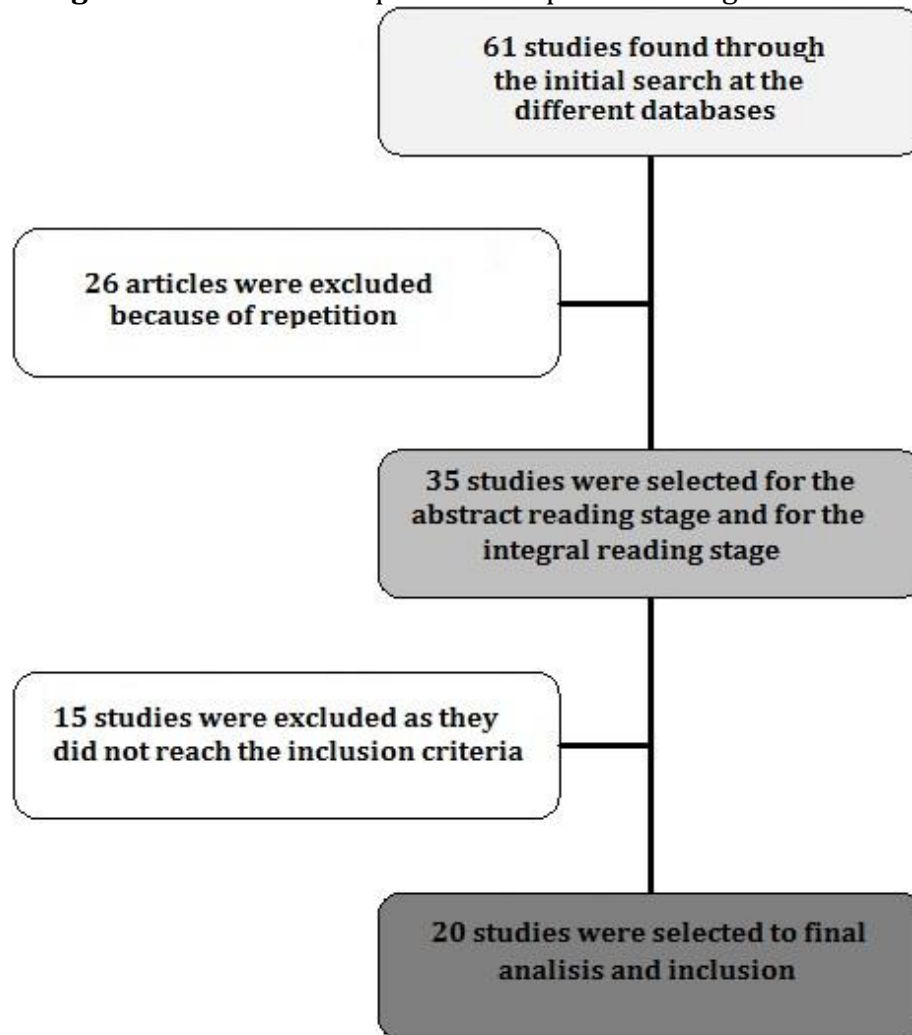 61 studies found through
the initial search at the
different databases
26 articles were excluded
because of repetition
35 studies were selected for the
abstract reading stage and for the
integral reading stage
15 studies were excluded as they
did not reach the inclusion criteria
20 studies were selected to final
analisis and inclusion